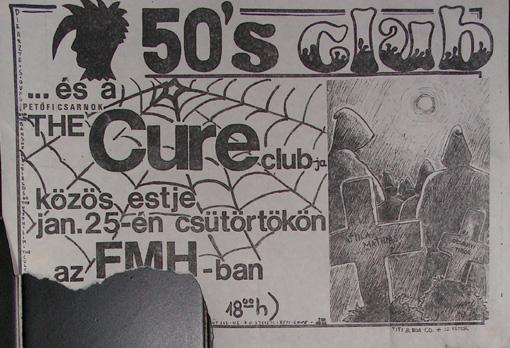 50's club
... és a
PETŐFI CSARNOK
THE Cure club-ja
közös estje
jan. 25-én csütörtökön
az FMH-ban
18⁰⁰h)